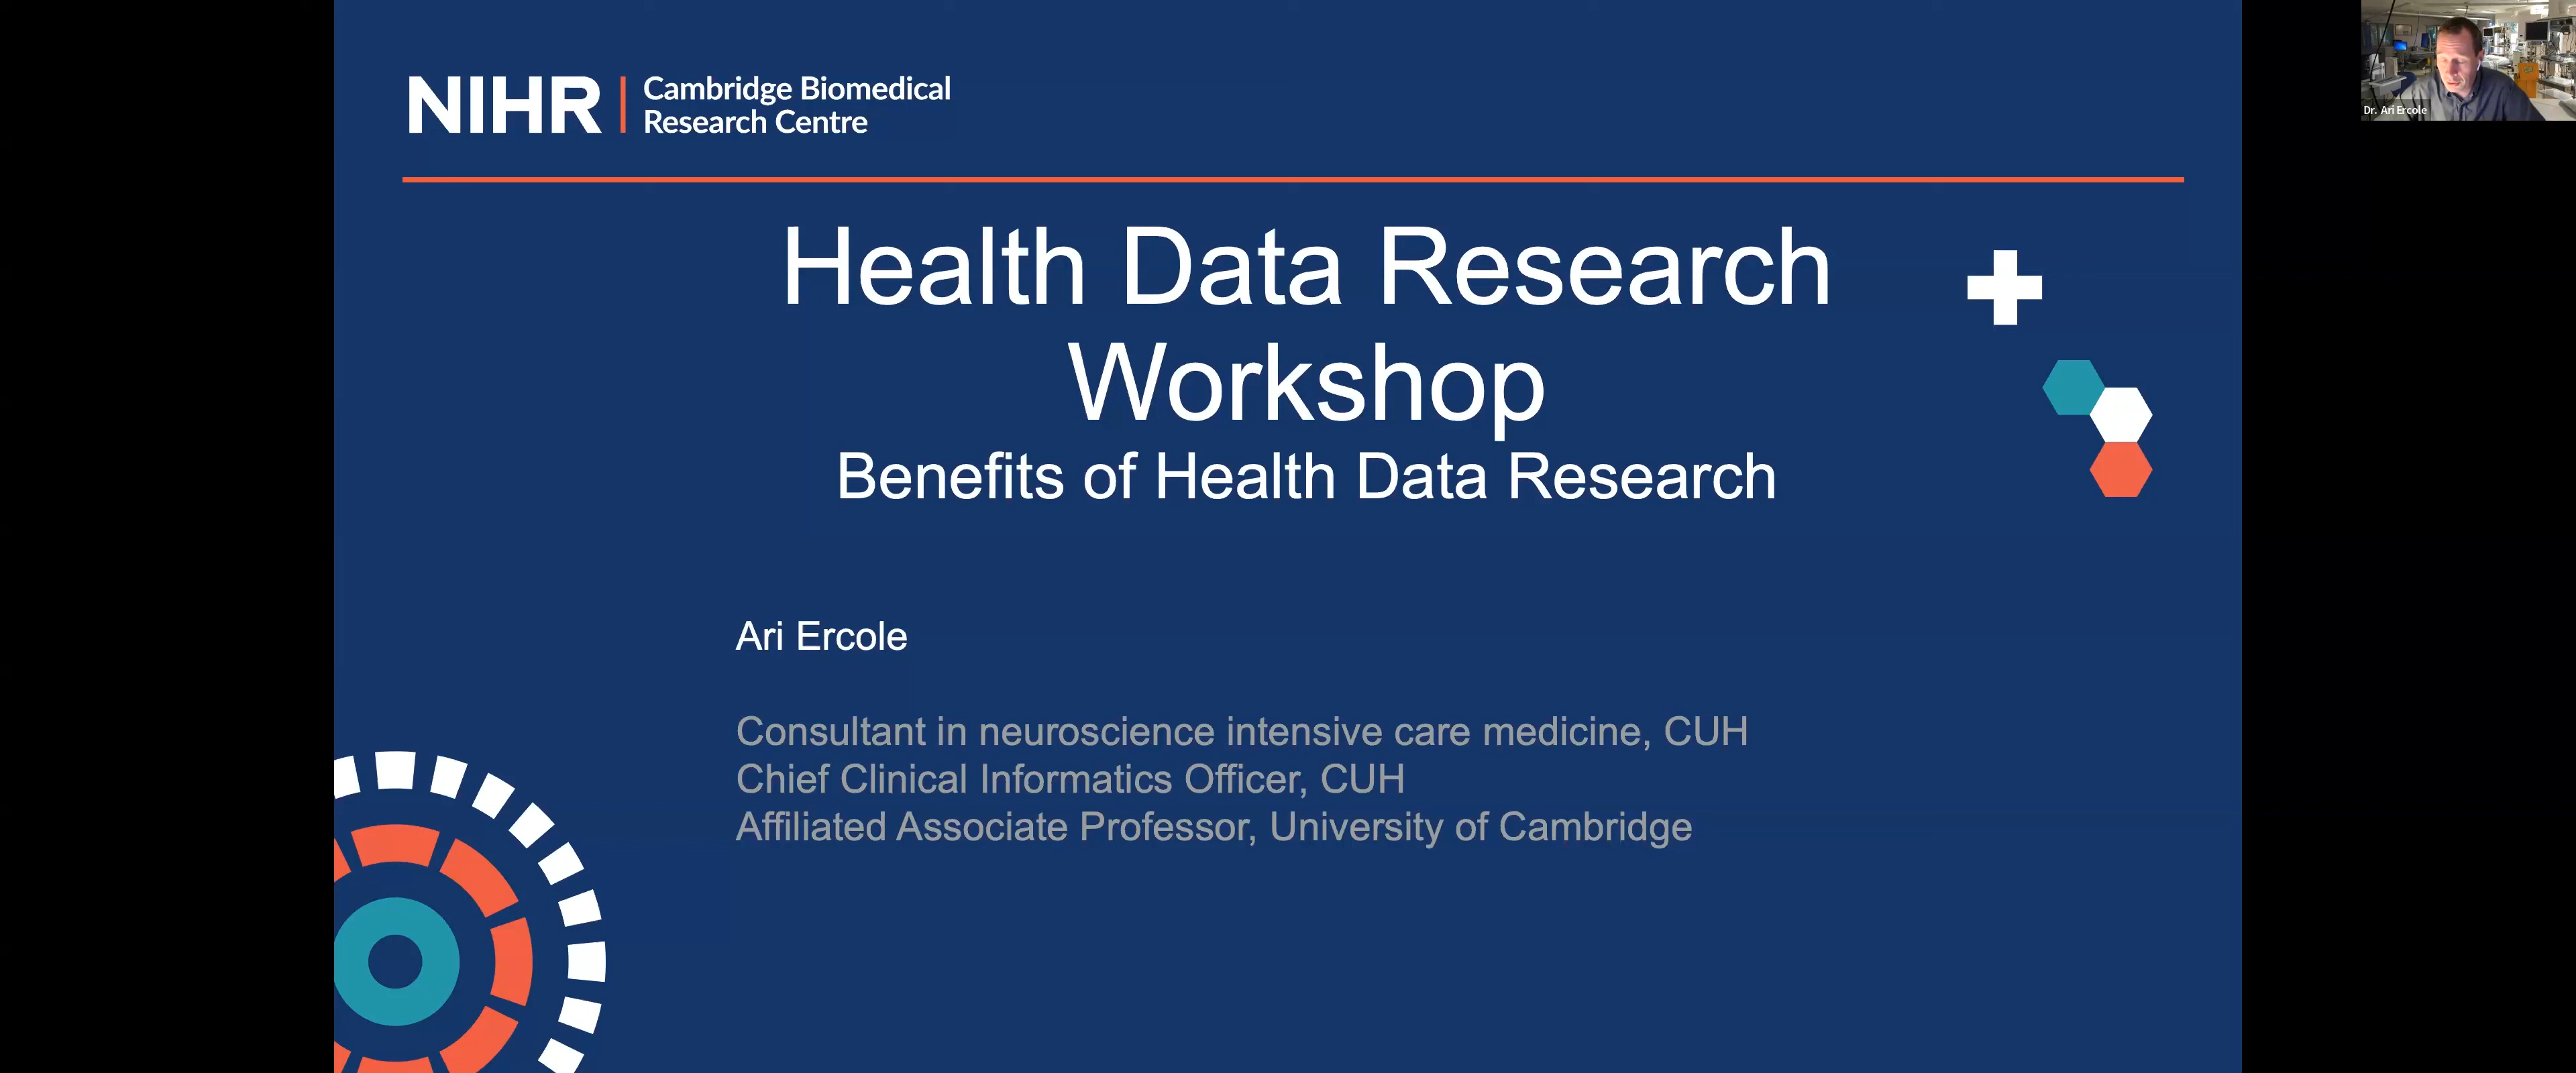 NIHR
Cambridge Biomedical
Research Centre
Health Data Research
Workshop
Benefits of Health Data Research
Ari Ercole
Consultant in neuroscience intensive care medicine, CUH
Chief Clinical Informatics Officer, CUH
Affiliated Associate Professor, University of Cambridge
Dr. Ari Ercole